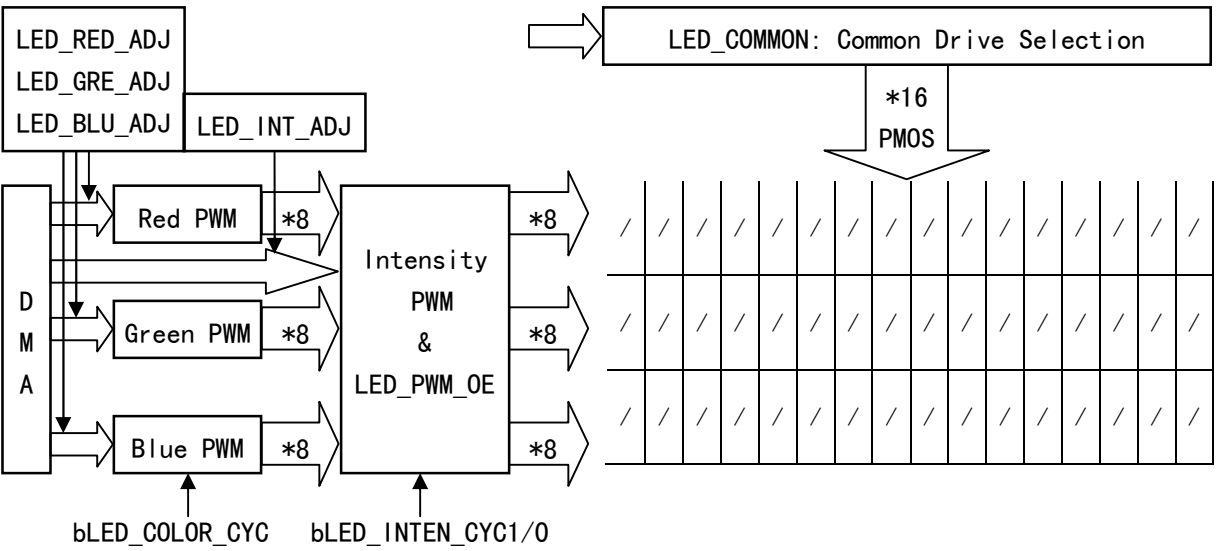 LED_RED_ADJ
LED_GRE_ADJ
LED_BLU_ADJ
LED_INT_ADJ
LED_COMMON: Common Drive Selection
*16
PMOS
D
M
A
Red PWM
*8
Green PWM
*8
Blue PWM
*8
Intensity
PWM
&
LED_PWM_OE
*8
*8
*8
/ / / / / / / / / / / / / / / /
/ / / / / / / / / / / / / / / /
/ / / / / / / / / / / / / / / /
bLED_COLOR_CYC
bLED_INTEN_CYC1/0